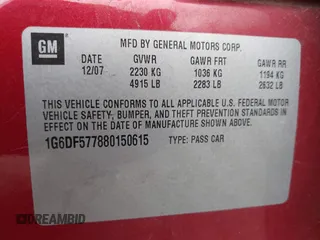 GM
MFD BY GENERAL MOTORS CORP.
DATE GVWR GAWR FRT GAWR RR
12/07 2230 KG 1036 KG 1194 KG
4915 LB 2283 LB 2632 LB
THIS VEHICLE CONFORMS TO ALL APPLICABLE U.S. FEDERAL MOTOR
VEHICLE SAFETY, BUMPER, AND THEFT PREVENTION STANDARDS IN
EFFECT ON THE DATE OF MANUFACTURE SHOWN ABOVE.
1G6DF577880150615 TYPE: PASS CAR
DREAMBID